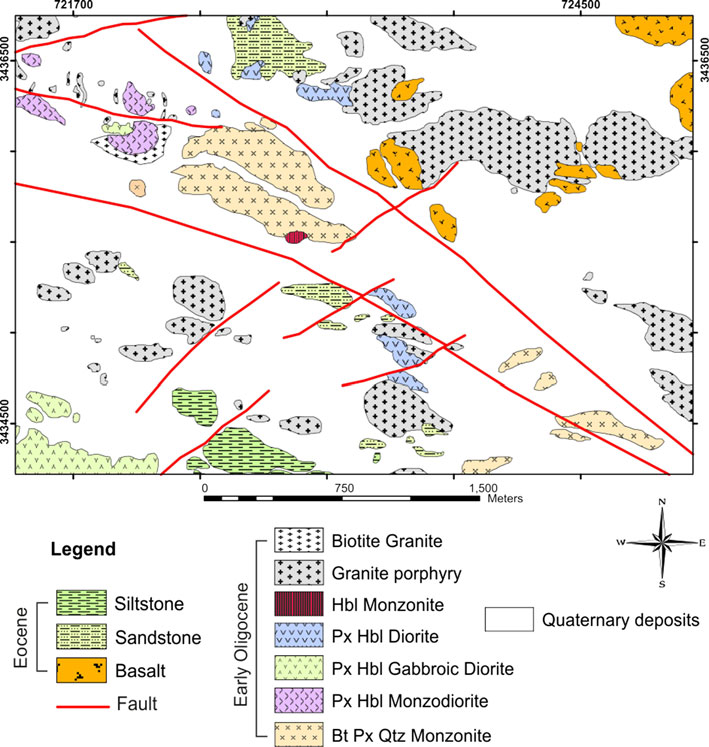 721700
724500
3436500
3436500
3434500
0
750
1,500
Meters
Legend
Eocene
Siltstone
Sandstone
Basalt
Fault
Early Oligocene
Biotite Granite
Granite porphyry
Hbl Monzonite
Px Hbl Diorite
Px Hbl Gabbroic Diorite
Px Hbl Monzodiorite
Bt Px Qtz Monzonite
Quaternary deposits
N
W
E
S